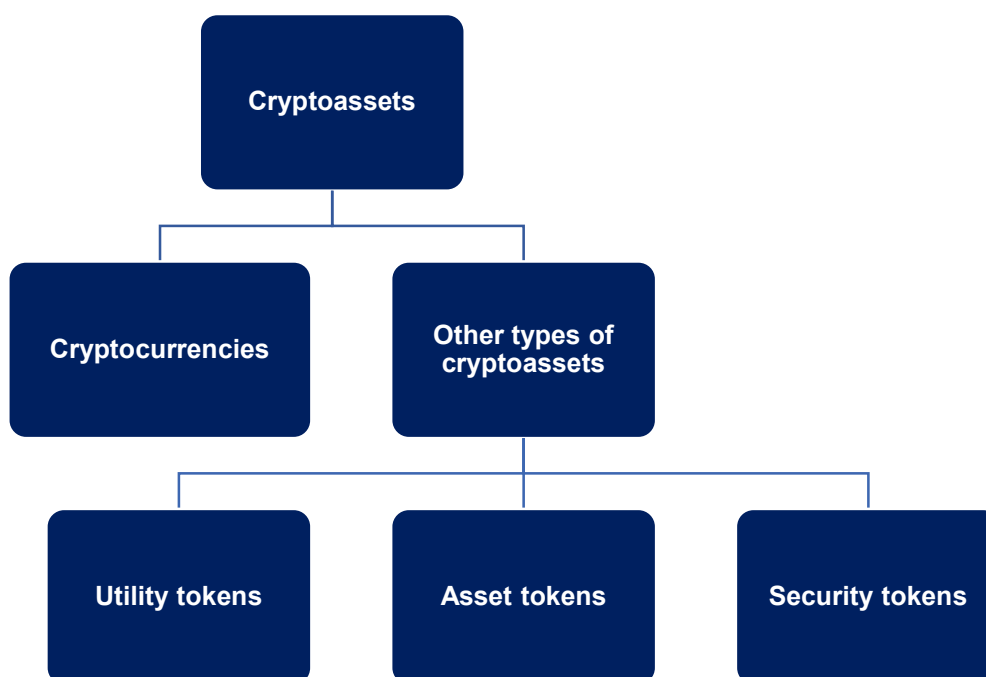 Cryptoassets
Cryptocurrencies
Other types of
cryptoassets
Utility tokens
Asset tokens
Security tokens